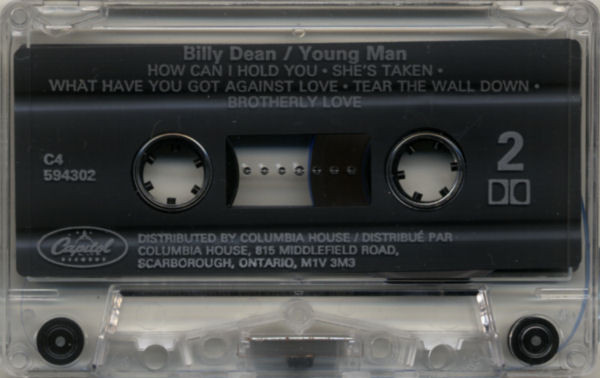 Billy Dean / Young Man
HOW CAN I HOLD YOU • SHE'S TAKEN •
WHAT HAVE YOU GOT AGAINST LOVE • TEAR THE WALL DOWN •
BROTHERLY LOVE
C4
594302
2
Capitol
RECORDS
DISTRIBUTED BY COLUMBIA HOUSE / DISTRIBUÉ PAR
COLUMBIA HOUSE, 815 MIDDLEFIELD ROAD,
SCARBOROUGH, ONTARIO, M1V 3M3